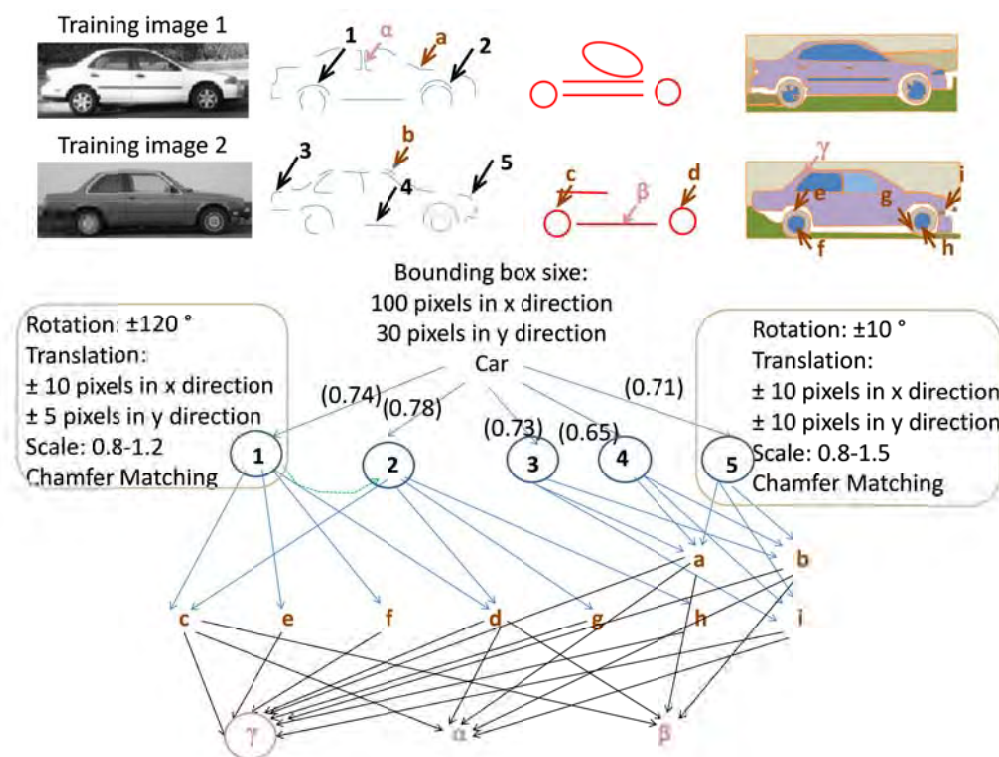 Training image 1
1
α
a
2
Training image 2
3
b
4
5
c
β
d
γ
e
i
g
f
h
Bounding box sixe:
100 pixels in x direction
30 pixels in y direction
Car
Rotation: ±120 °
Translation:
± 10 pixels in x direction
± 5 pixels in y direction
Scale: 0.8-1.2
Chamfer Matching
Rotation: ±10 °
Translation:
± 10 pixels in x direction
± 10 pixels in y direction
Scale: 0.8-1.5
Chamfer Matching
(0.74)
(0.78)
(0.73)
(0.65)
(0.71)
1
2
3
4
5
a
b
c
e
f
d
g
h
i
γ
α
β